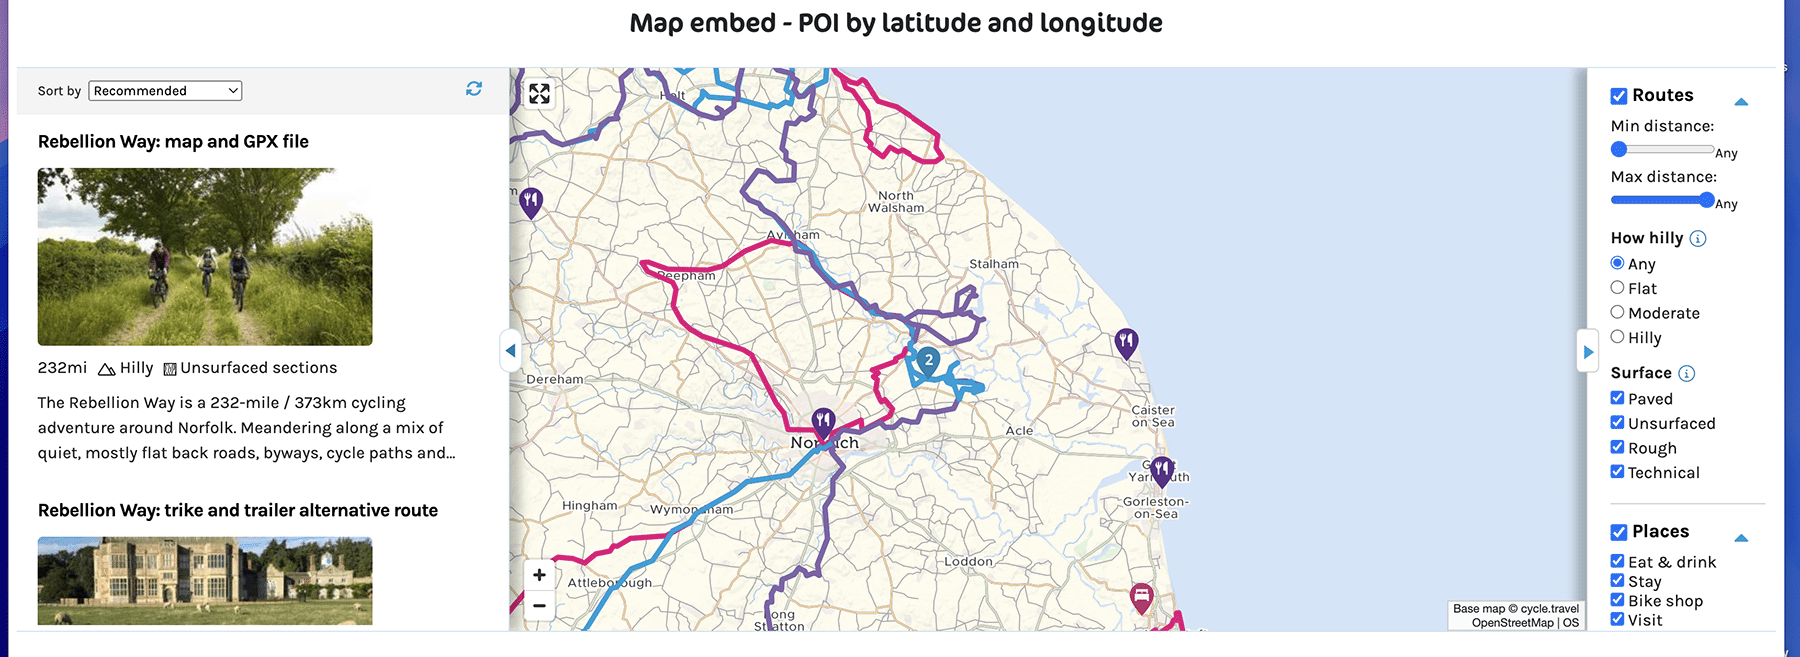 Map embed - POI by latitude and longitude
Sort by Recommended
Rebellion Way: map and GPX file
232mi Hilly Unsurfaced sections
The Rebellion Way is a 232-mile / 373km cycling
adventure around Norfolk. Meandering along a mix of
quiet, mostly flat back roads, byways, cycle paths and...
Rebellion Way: trike and trailer alternative route
Holt
North
Walsham
Aylsham
Stalham
Reepham
2
Dereham
Caister
on Sea
Acle
Norwich
Great
Yarmouth
Gorleston-
on-Sea
Hingham
Wymondham
Loddon
Attleborough
Long
Stratton
+
−
Base map © cycle.travel
OpenStreetMap | OS
Routes
Min distance:
Any
Max distance:
Any
How hilly
Any
Flat
Moderate
Hilly
Surface
Paved
Unsurfaced
Rough
Technical
Places
Eat & drink
Stay
Bike shop
Visit